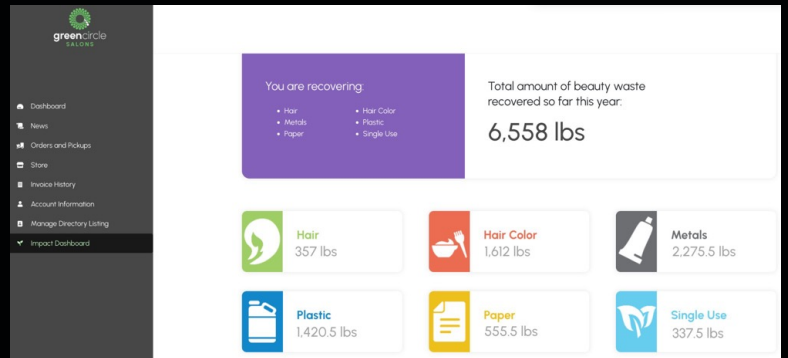 greencircle
SALONS
Dashboard
News
Orders and Pickups
Store
Invoice History
Account Information
Manage Directory Listing
Impact Dashboard
You are recovering:
• Hair
• Metals
• Paper
• Hair Color
• Plastic
• Single Use
Total amount of beauty waste
recovered so far this year:
6,558 lbs
Hair
357 lbs
Hair Color
1,612 lbs
Metals
2,275.5 lbs
Plastic
1,420.5 lbs
Paper
555.5 lbs
Single Use
337.5 lbs